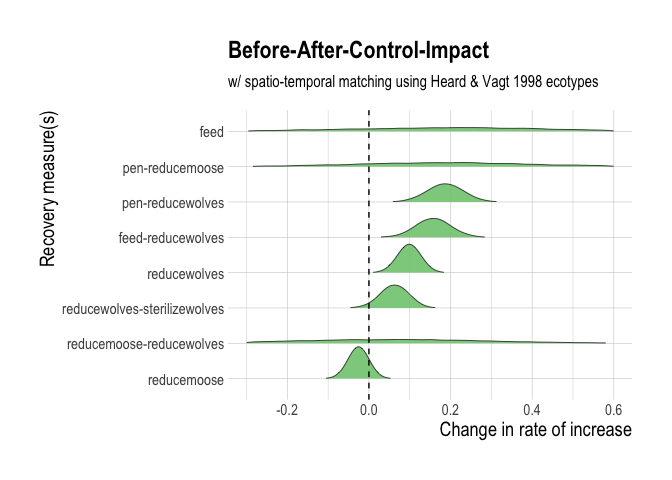 Before-After-Control-Impact
w/ spatio-temporal matching using Heard & Vagt 1998 ecotypes
Recovery measure(s)
feed
pen-reducemoose
pen-reducewolves
feed-reducewolves
reducewolves
reducewolves-sterilizewolves
reducemoose-reducewolves
reducemoose
-0.2 0.0 0.2 0.4 0.6
Change in rate of increase